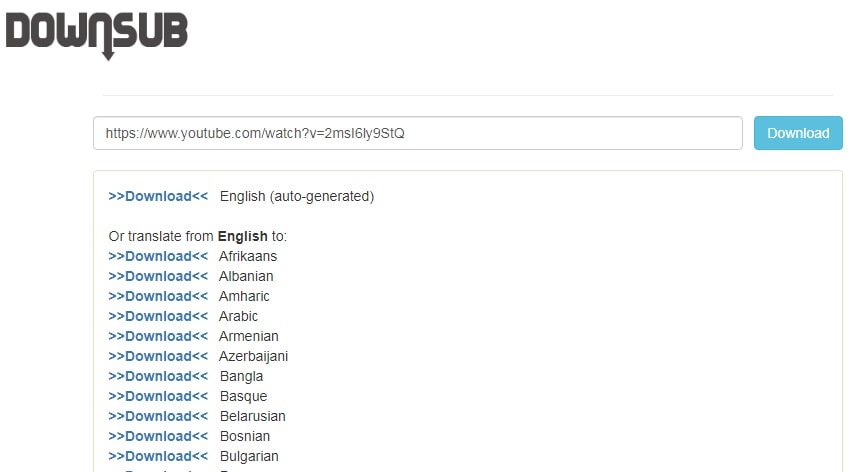 DOWNSUB
https://www.youtube.com/watch?v=2msI6ly9StQ
Download
>>Download<< English (auto-generated)
Or translate from English to:
>>Download<< Afrikaans
>>Download<< Albanian
>>Download<< Amharic
>>Download<< Arabic
>>Download<< Armenian
>>Download<< Azerbaijani
>>Download<< Bangla
>>Download<< Basque
>>Download<< Belarusian
>>Download<< Bosnian
>>Download<< Bulgarian